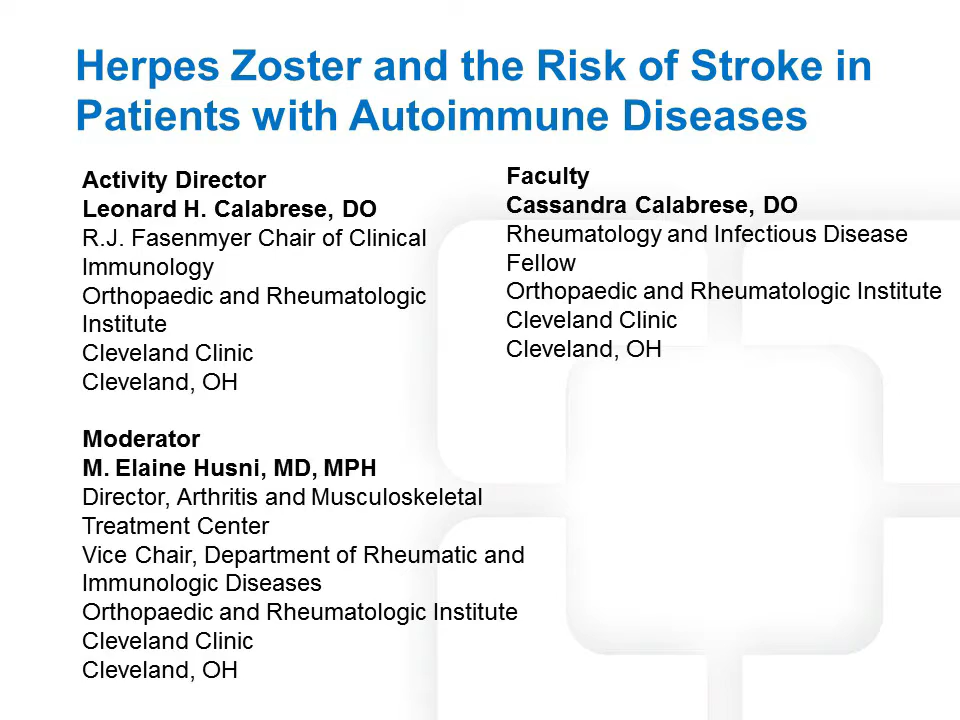 Herpes Zoster and the Risk of Stroke in
Patients with Autoimmune Diseases
Activity Director
Leonard H. Calabrese, DO
R.J. Fasenmyer Chair of Clinical
Immunology
Orthopaedic and Rheumatologic
Institute
Cleveland Clinic
Cleveland, OH
Moderator
M. Elaine Husni, MD, MPH
Director, Arthritis and Musculoskeletal
Treatment Center
Vice Chair, Department of Rheumatic and
Immunologic Diseases
Orthopaedic and Rheumatologic Institute
Cleveland Clinic
Cleveland, OH
Faculty
Cassandra Calabrese, DO
Rheumatology and Infectious Disease
Fellow
Orthopaedic and Rheumatologic Institute
Cleveland Clinic
Cleveland, OH